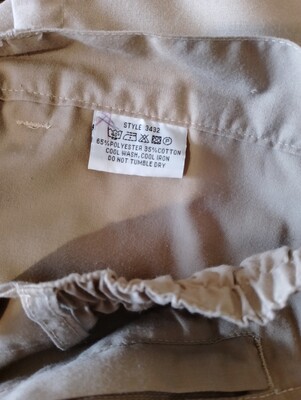 STYLE 3492
65%POLYESTER 35%COTTON
COOL WASH, COOL IRON
DO NOT TUMBLE DRY